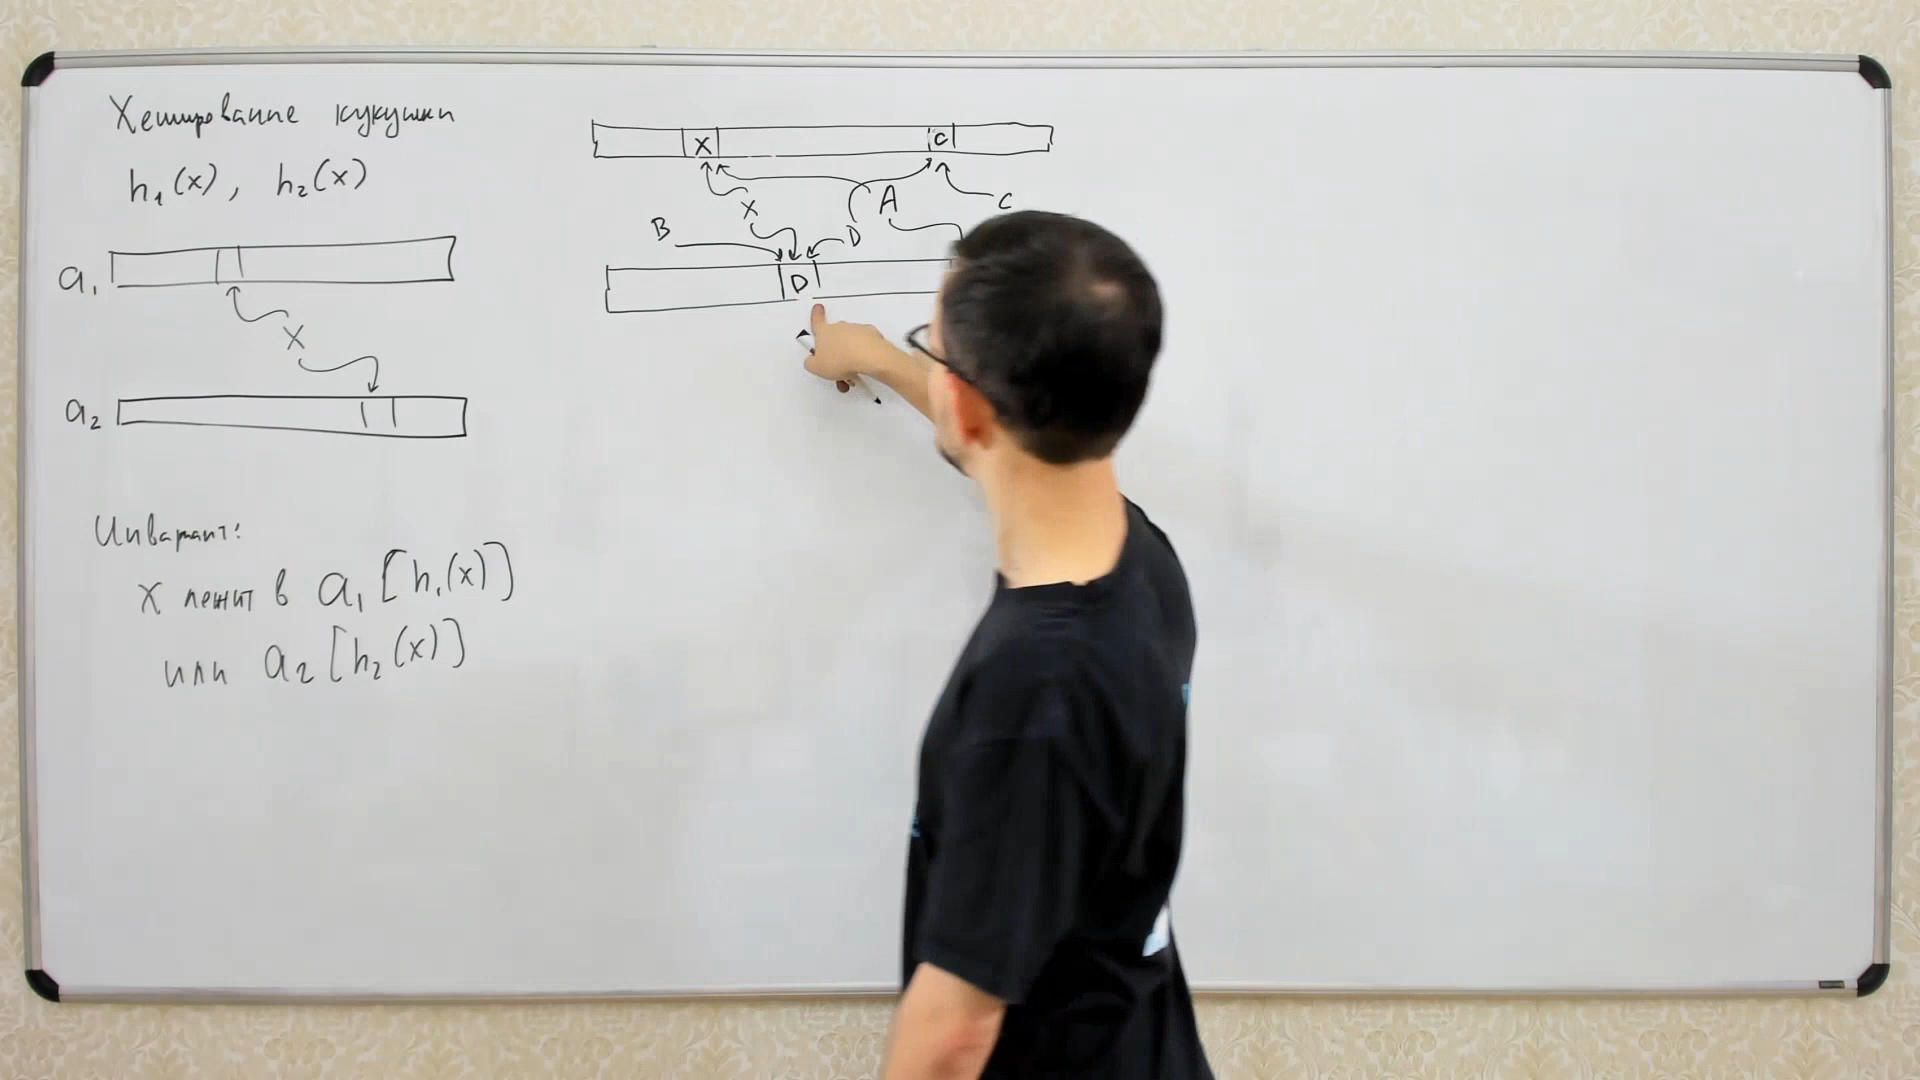 Хеширование кукушки
h₁(x), h₂(x)
a₁
x
a₂
Инвариант:
x лежит в a₁[h₁(x)]
или a₂[h₂(x)]
X C
A C
X
B D
D